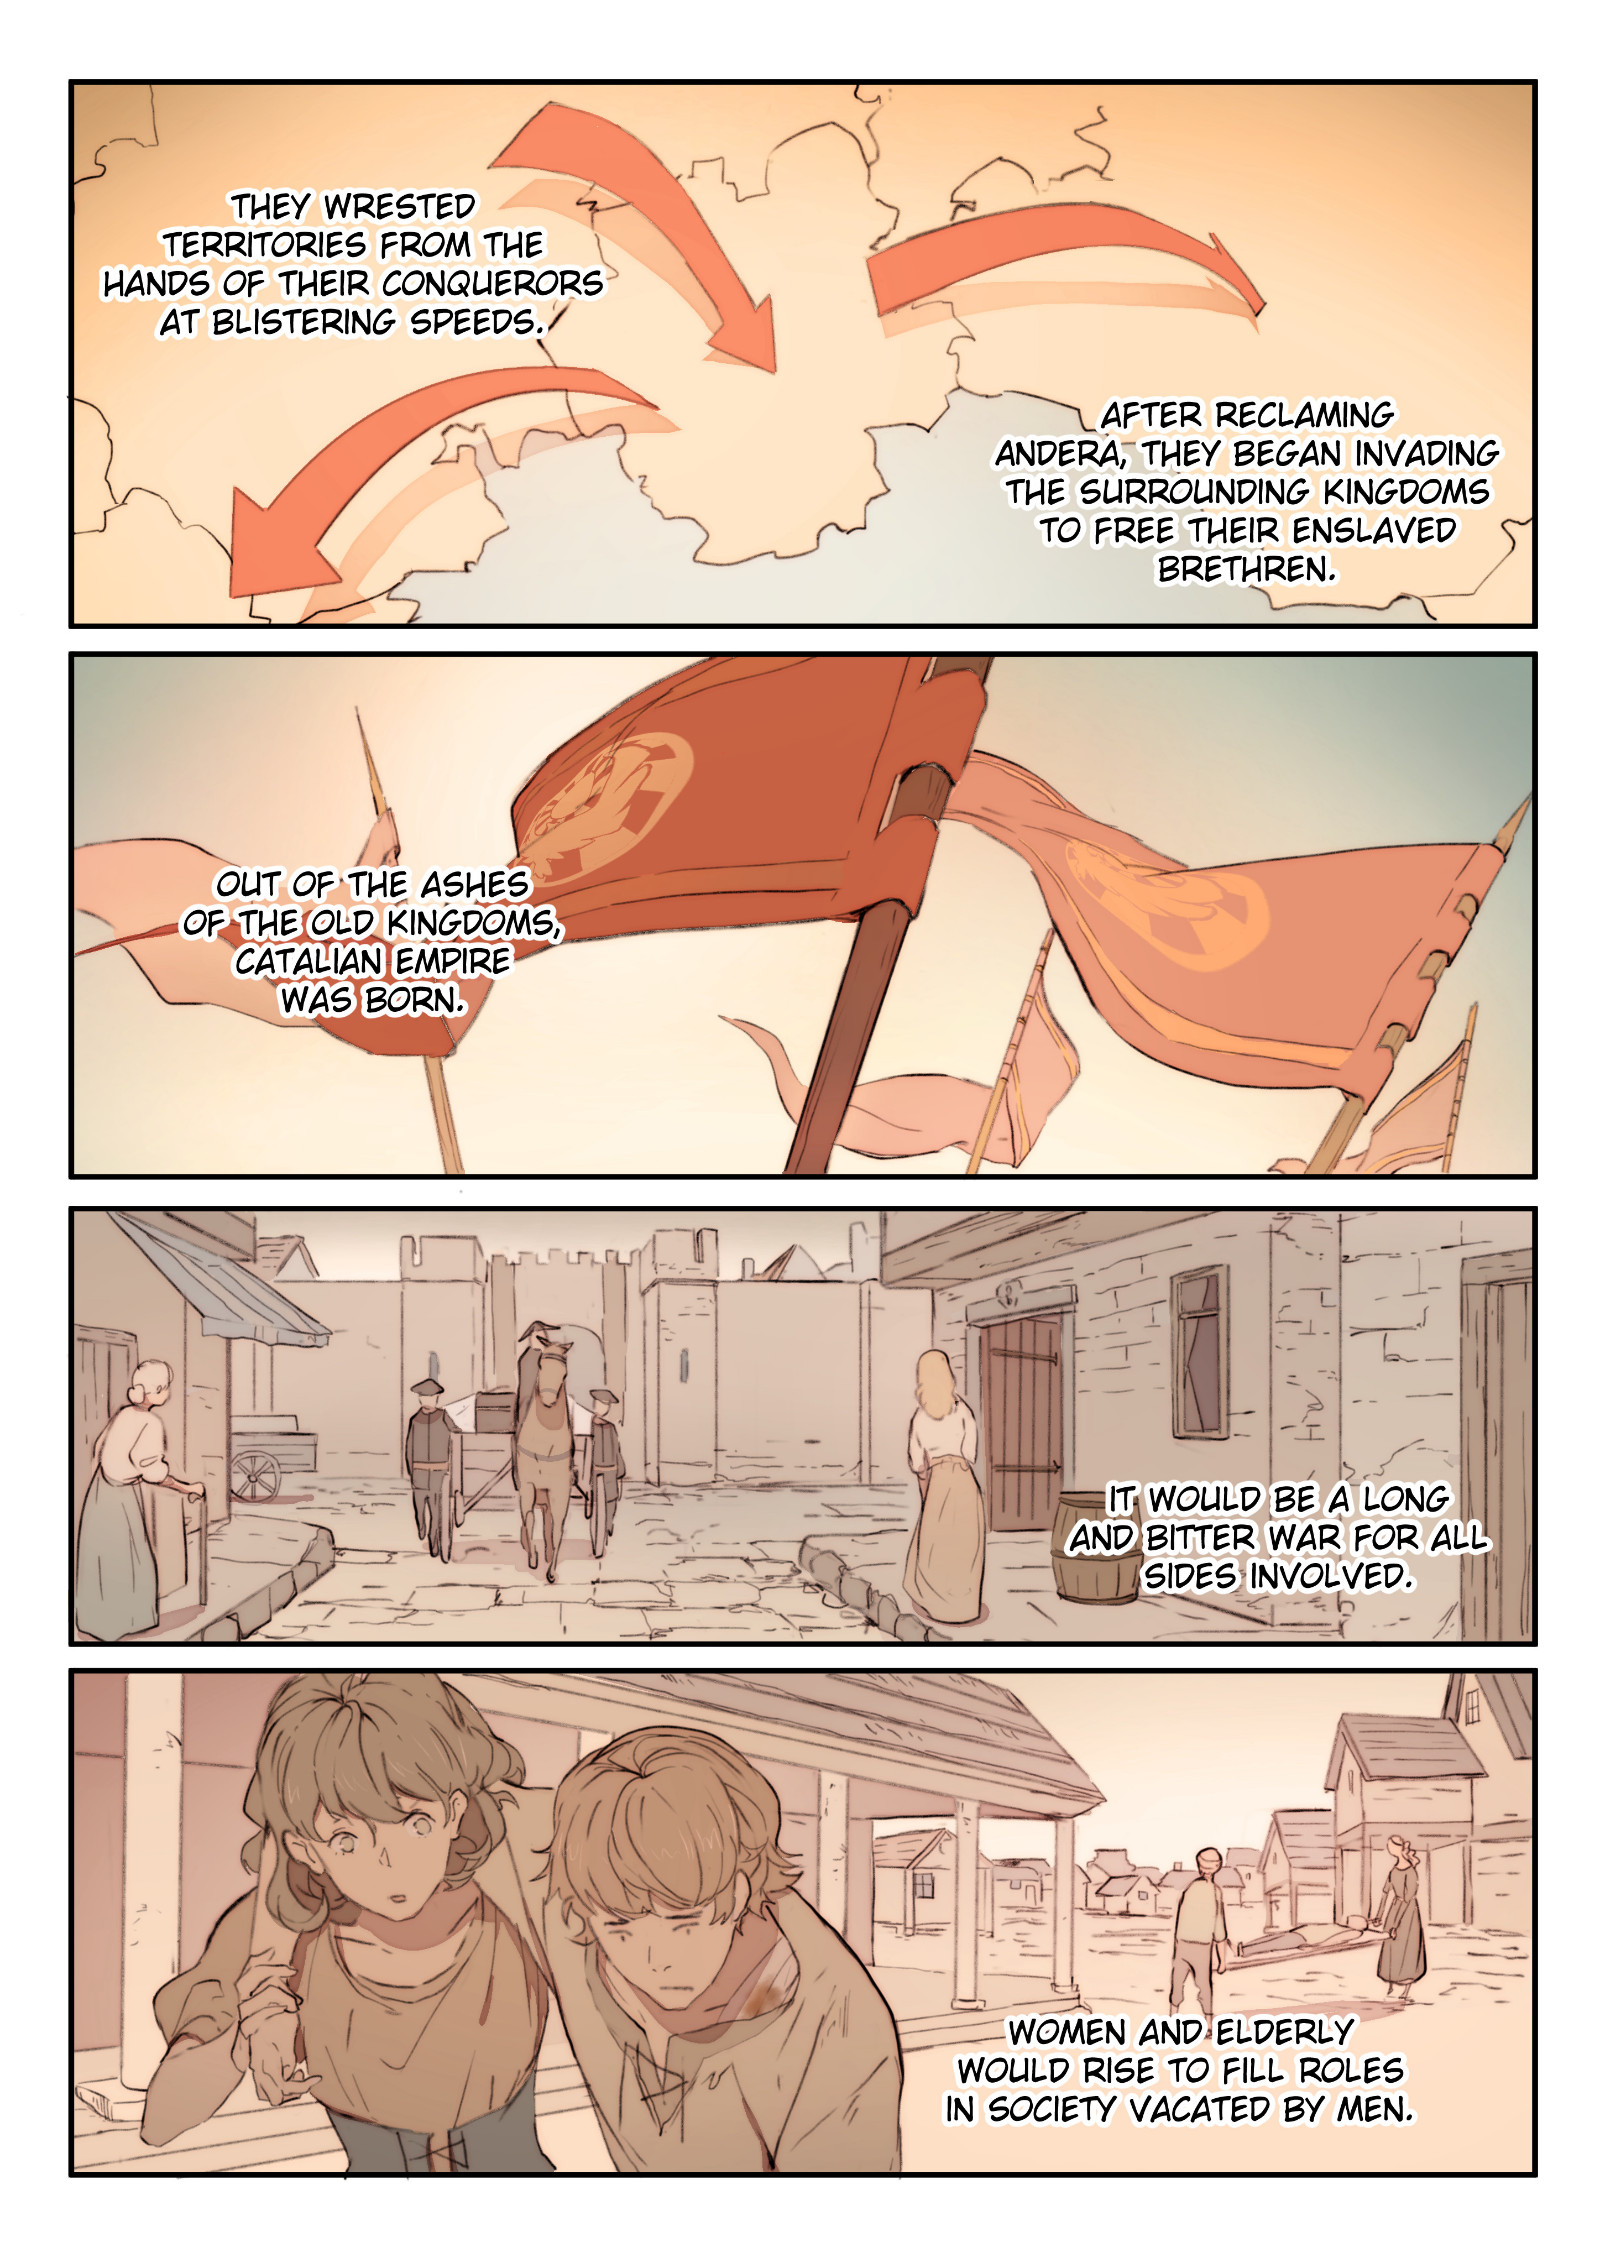 THEY WRESTED
TERRITORIES FROM THE
HANDS OF THEIR CONQUERORS
AT BLISTERING SPEEDS.
AFTER RECLAMING
ANDERA, THEY BEGAN INVADING
THE SURROUNDING KINGDOMS
TO FREE THEIR ENSLAVED
BRETHREN.
OUT OF THE ASHES
OF THE OLD KINGDOMS,
CATALIAN EMPIRE
WAS BORN.
IT WOULD BE A LONG
AND BITTER WAR FOR ALL
SIDES INVOLVED.
WOMEN AND ELDERLY
WOULD RISE TO FILL ROLES
IN SOCIETY VACATED BY MEN.